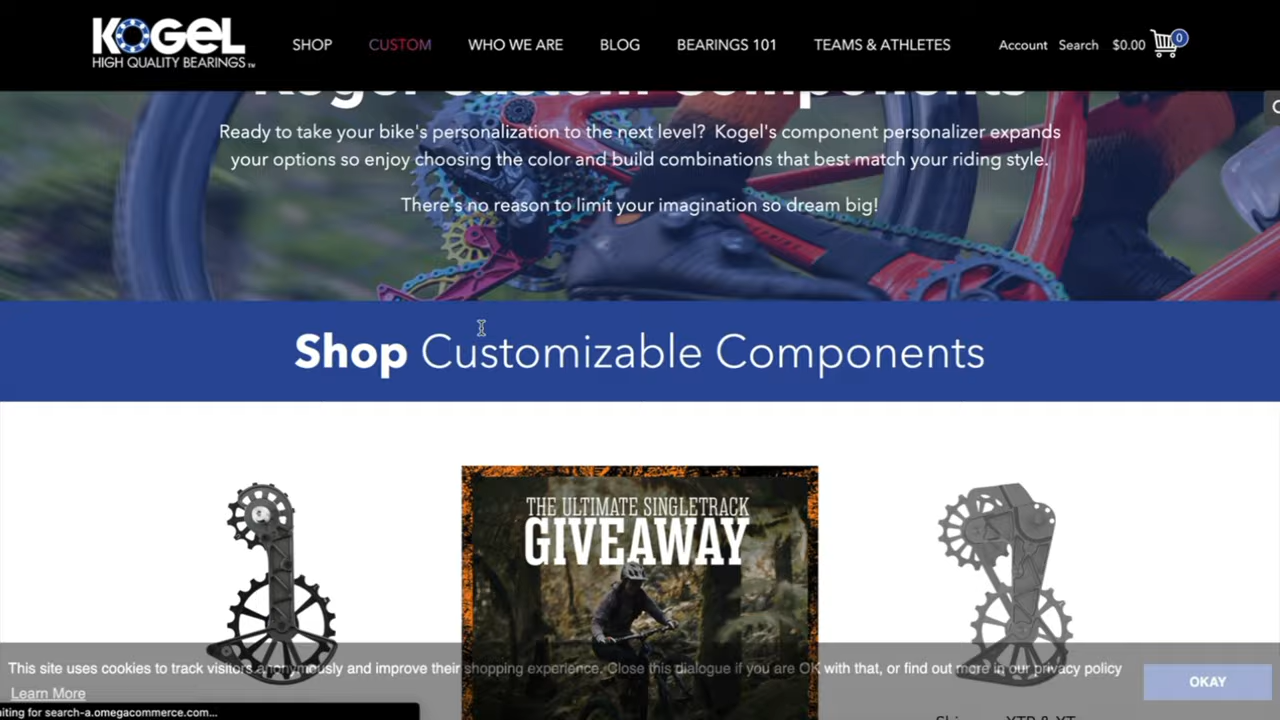 KOGEL
HIGH QUALITY BEARINGS™
SHOP
CUSTOM
WHO WE ARE
BLOG
BEARINGS 101
TEAMS & ATHLETES
Account
Search
$0.00
0
Kogel Custom Components
Ready to take your bike's personalization to the next level? Kogel's component personalizer expands
your options so enjoy choosing the color and build combinations that best match your riding style.
There's no reason to limit your imagination so dream big!
Shop Customizable Components
THE ULTIMATE SINGLETRACK
GIVEAWAY
This site uses cookies to track visitors anonymously and improve their shopping experience. Close this dialogue if you are OK with that, or find out more in our privacy policy
Learn More
OKAY
iting for search-a.omegacommerce.com...